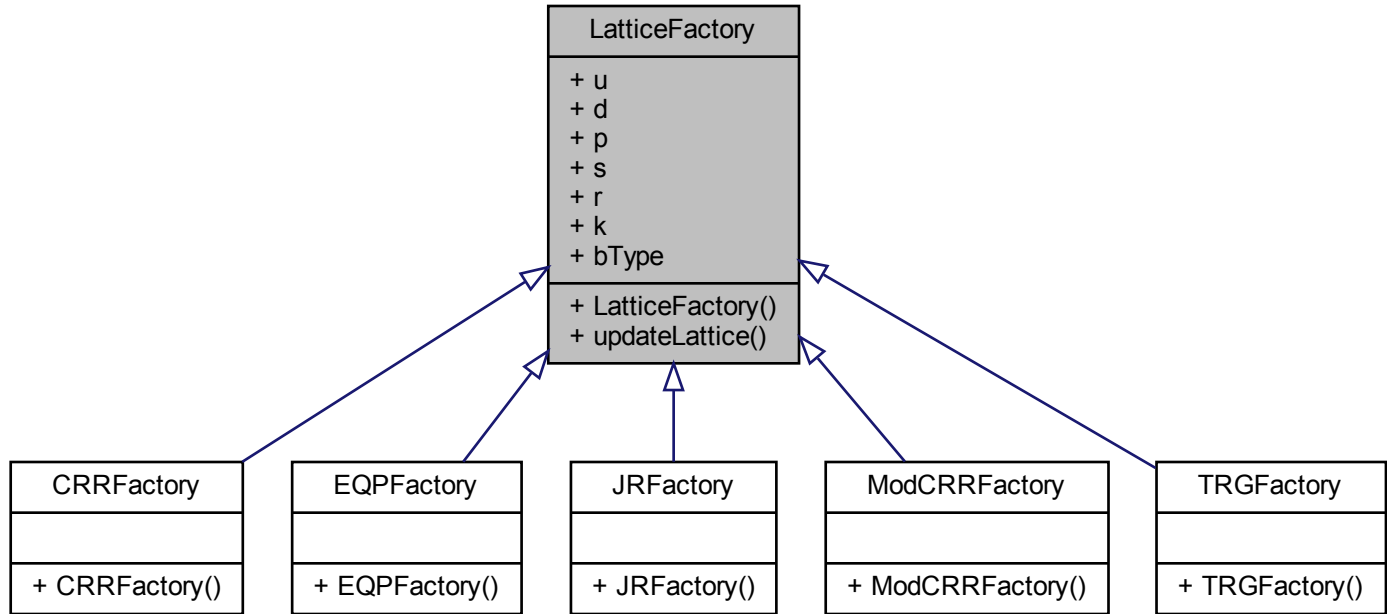 LatticeFactory
+ u
+ d
+ p
+ s
+ r
+ k
+ bType
+ LatticeFactory()
+ updateLattice()
CRRFactory
+ CRRFactory()
EQPFactory
+ EQPFactory()
JRFactory
+ JRFactory()
ModCRRFactory
+ ModCRRFactory()
TRGFactory
+ TRGFactory()